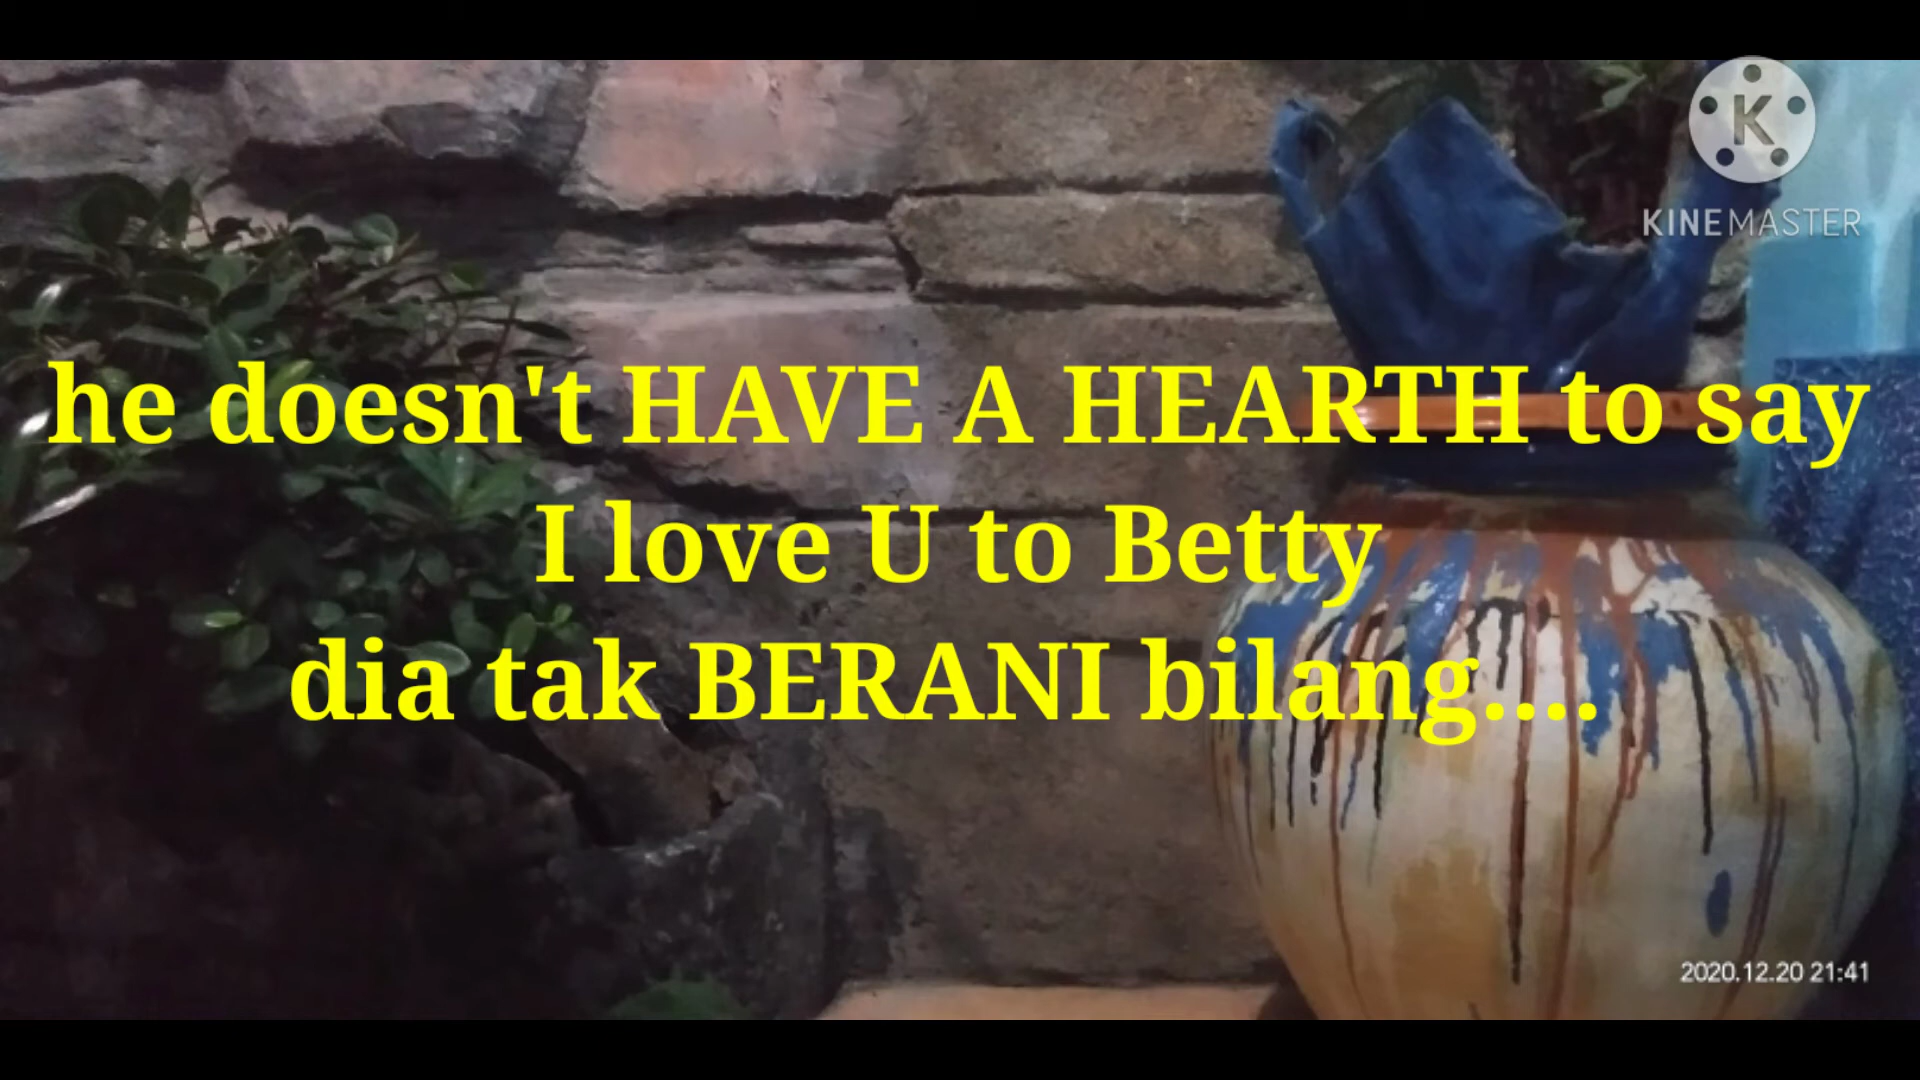 KINEMASTER
he doesn't HAVE A HEARTH to say
I love U to Betty
dia tak BERANI bilang....
2020.12.20 21:41